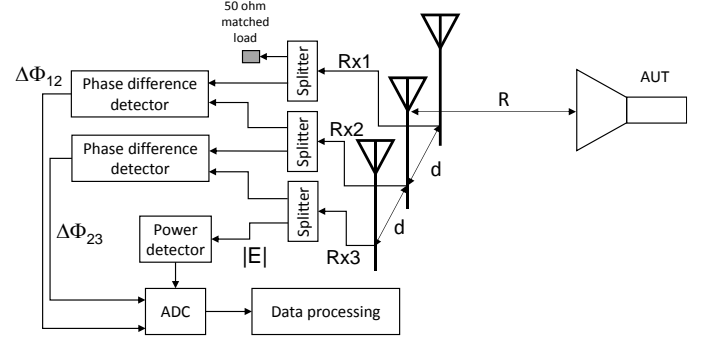 50 ohm
matched
load
Splitter
Rx1
ΔΦ12
Phase difference
detector
AUT
R
Splitter
Rx2
Phase difference
detector
d
Splitter
Rx3
d
ΔΦ23
Power
detector
|E|
ADC
Data processing